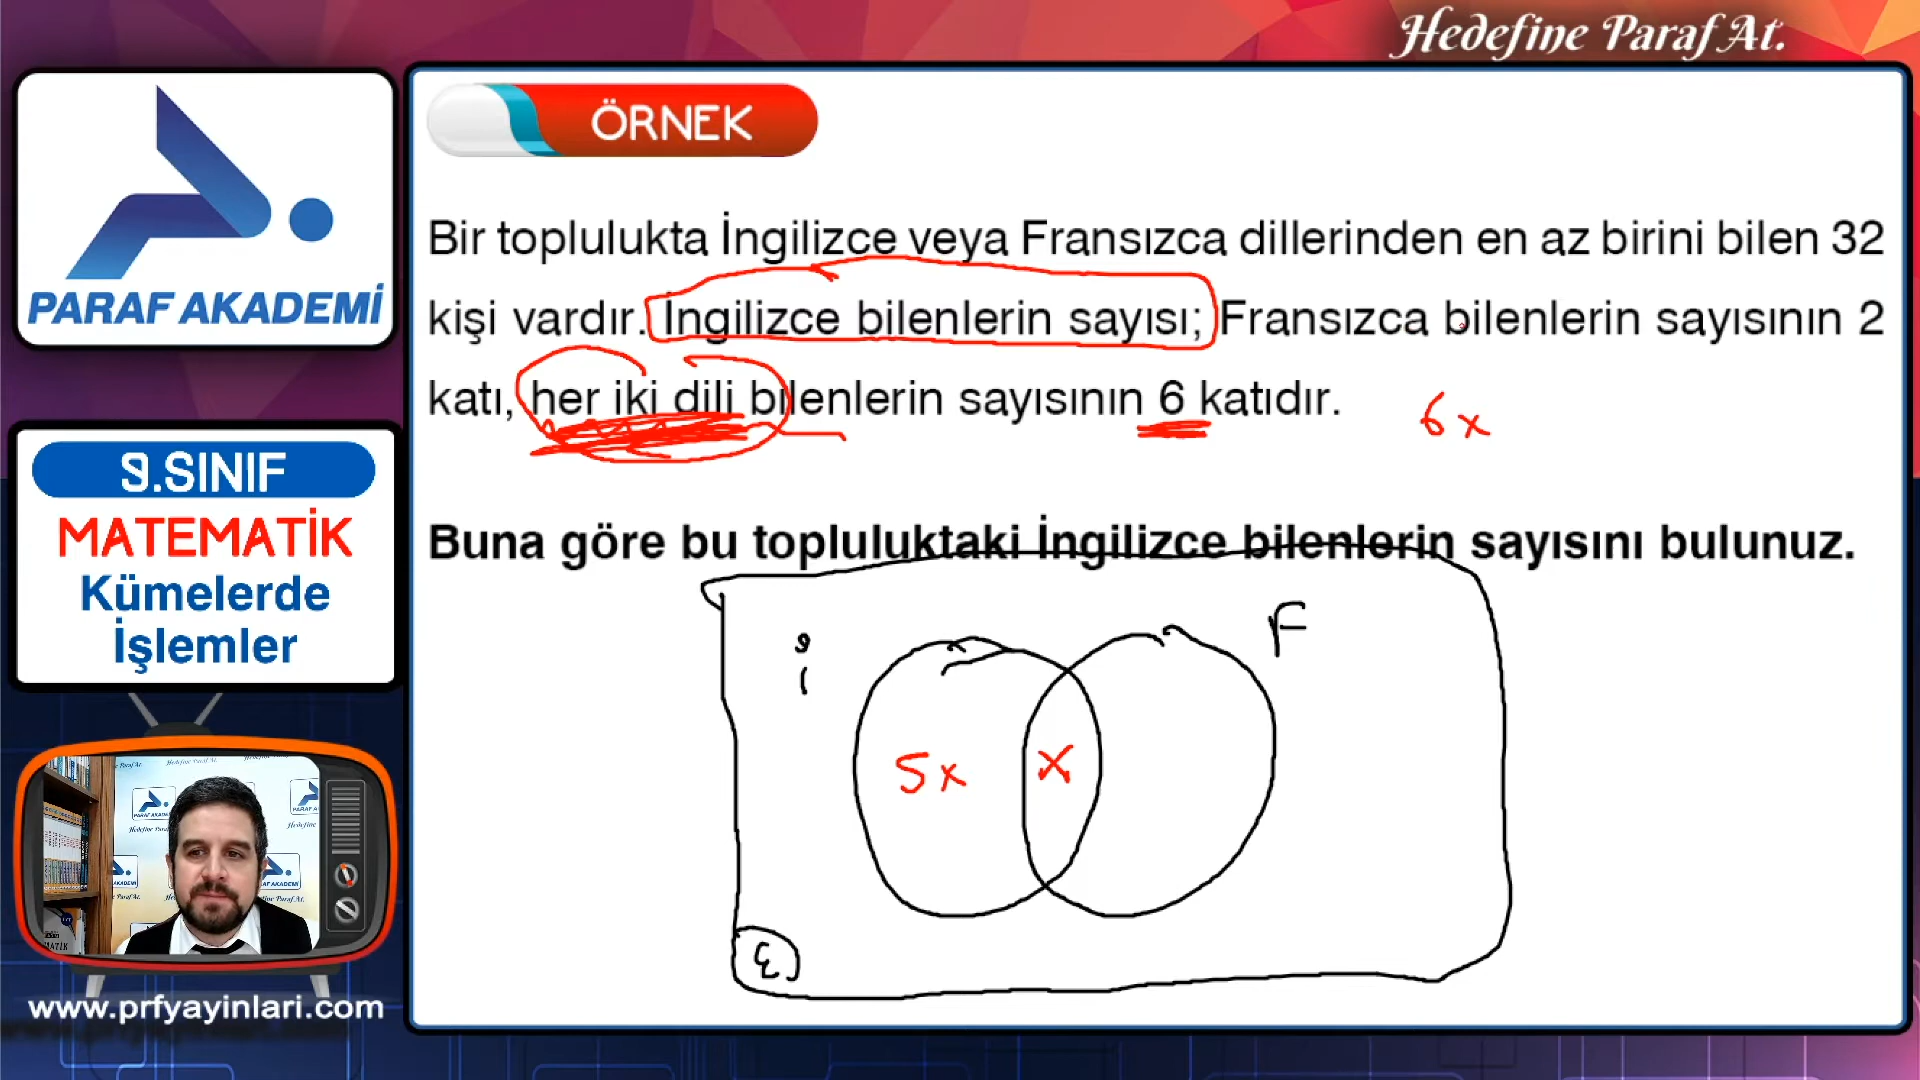 Hedefine Paraf At.
PARAF AKADEMİ
ÖRNEK
Bir toplulukta İngilizce veya Fransızca dillerinden en az birini bilen 32
kişi vardır. İngilizce bilenlerin sayısı; Fransızca bilenlerin sayısının 2
katı, her iki dili bilenlerin sayısının 6 katıdır.
6x
Buna göre bu topluluktaki İngilizce bilenlerin sayısını bulunuz.
9.SINIF
MATEMATİK
Kümelerde
İşlemler
İ
F
5x
x
E
www.prfyayinlari.com